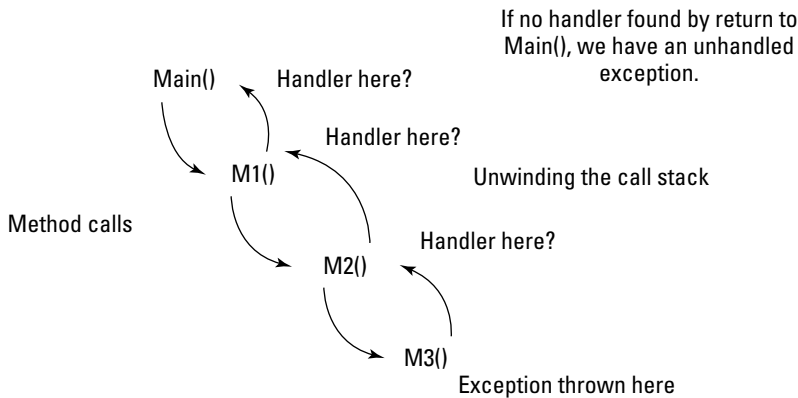 If no handler found by return to
Main(), we have an unhandled
exception.
Main()
Handler here?
Handler here?
M1()
Unwinding the call stack
Method calls
Handler here?
M2()
M3()
Exception thrown here